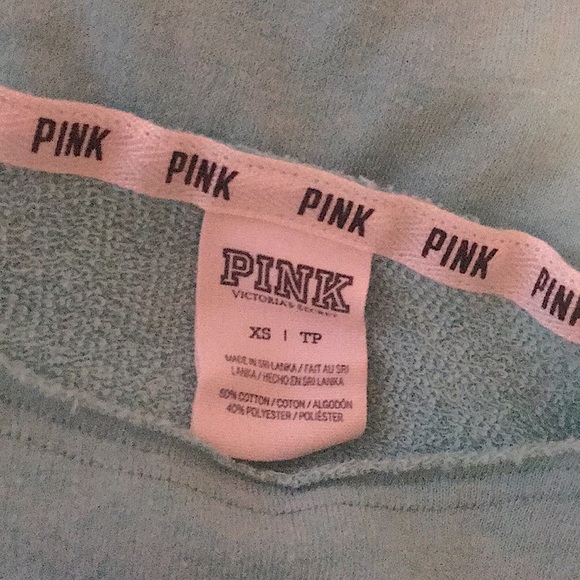 PINK PINK PINK PINK PINK
PINK
VICTORIA'S SECRET
XS | TP
MADE IN SRI LANKA / FAIT AU SRI
LANKA / HECHO EN SRI LANKA
60% COTTON / COTON / ALGODÓN
40% POLYESTER / POLIÉSTER